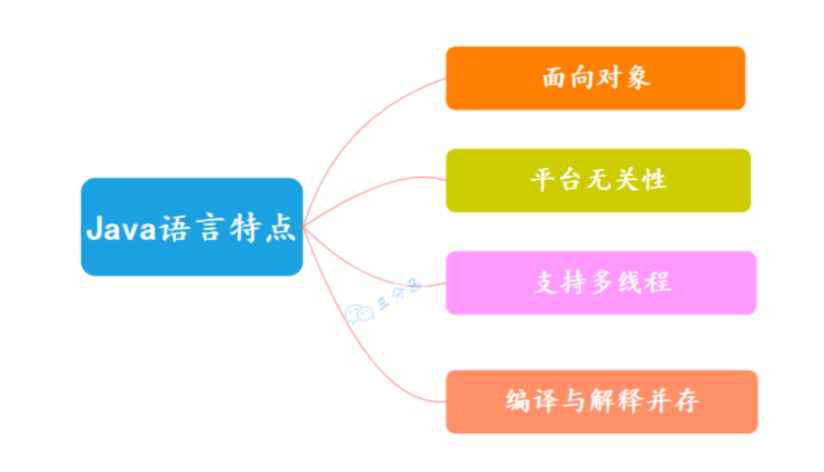 Java语言特点
面向对象
平台无关性
支持多线程
编译与解释并存
三分恶